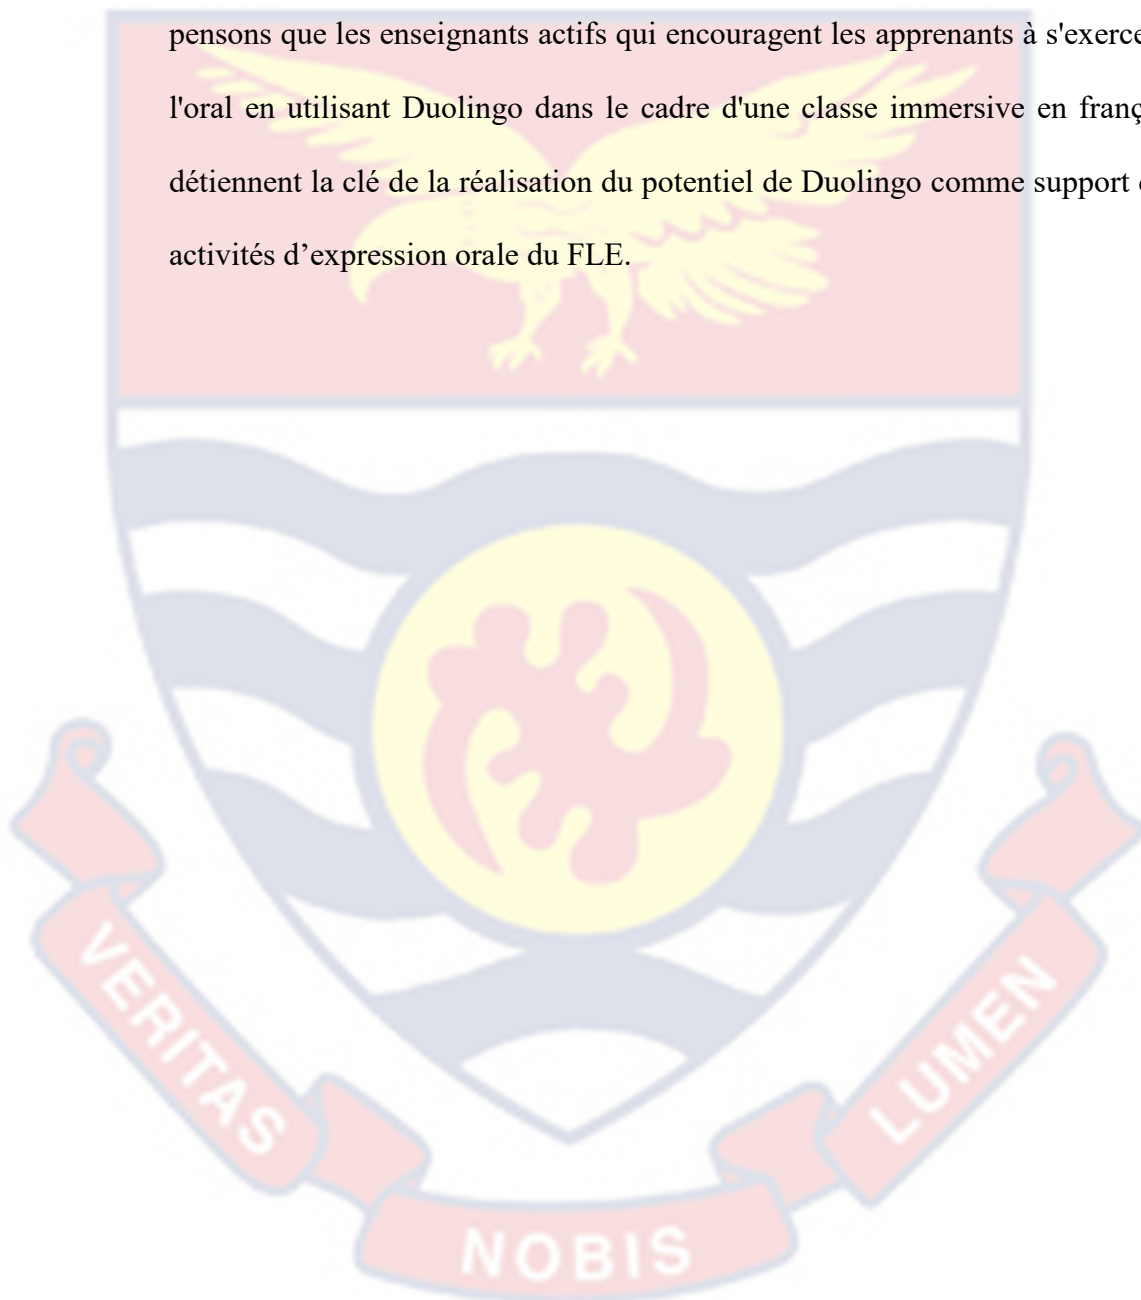 pensons que les enseignants actifs qui encouragent les apprenants à s'exerce
l'oral en utilisant Duolingo dans le cadre d'une classe immersive en franç
détiennent la clé de la réalisation du potentiel de Duolingo comme support
activités d’expression orale du FLE.
VERITAS
NOBIS
LUMEN